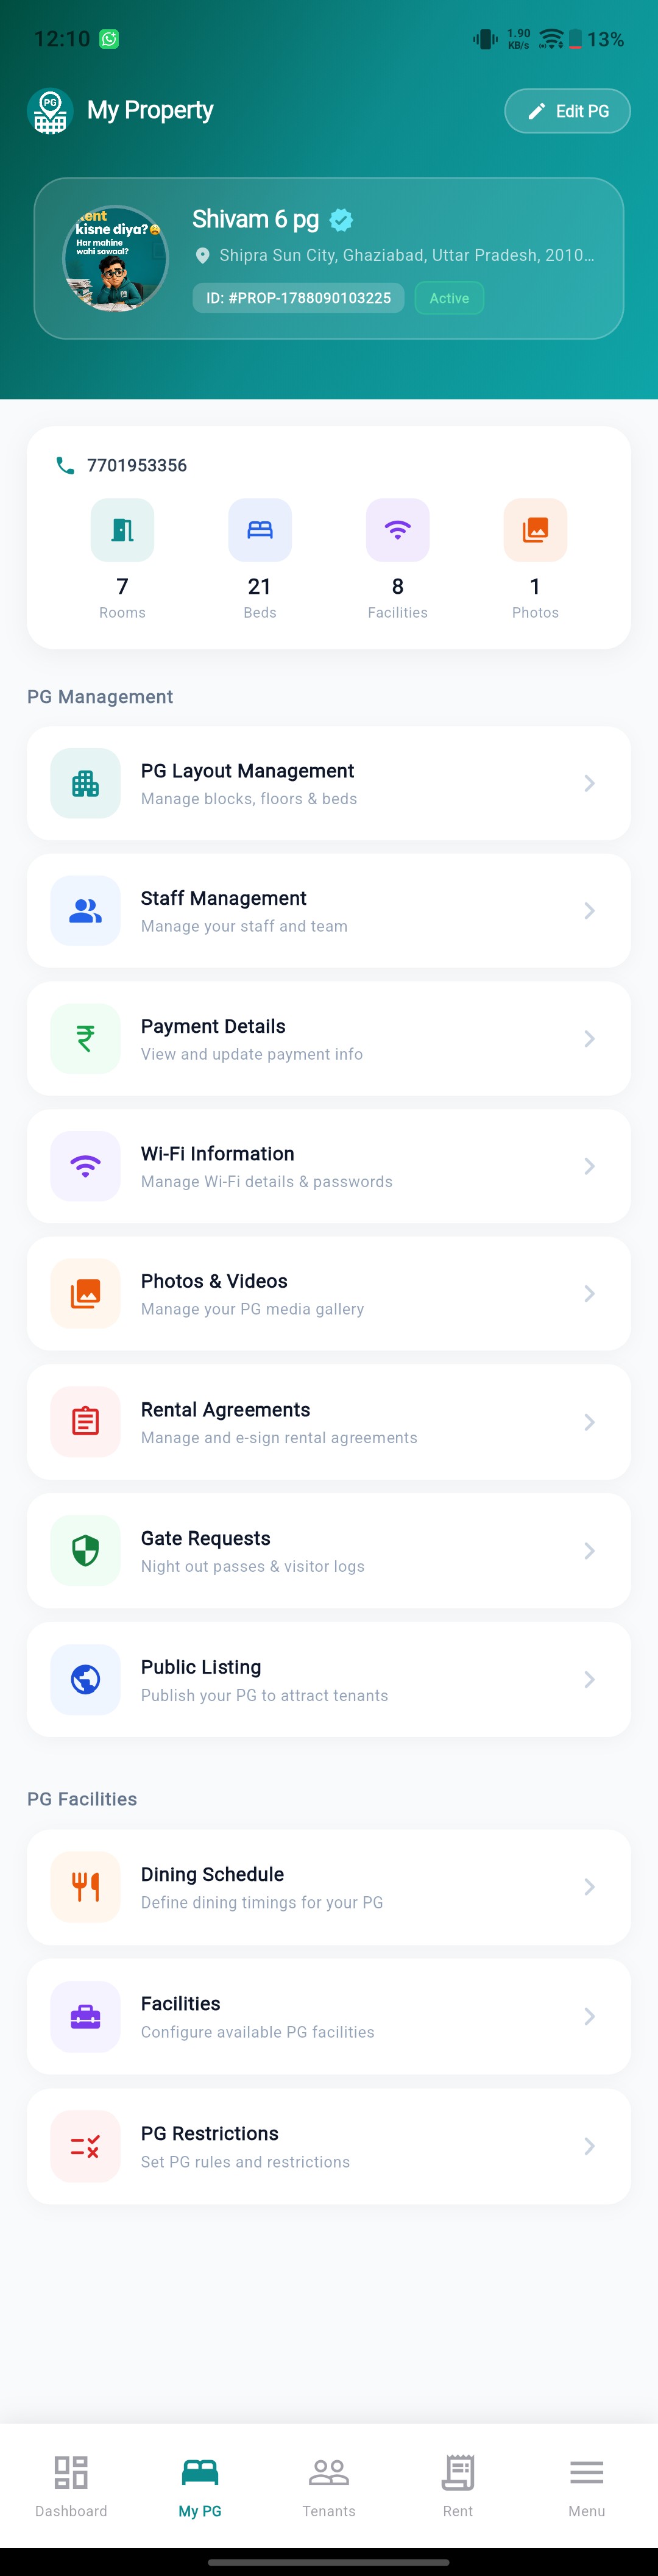 12:10
1.90
KB/s
13%
PG
My Property
Edit PG
ent
kisne diya?
Har mahine
wahi sawaal?
Shivam 6 pg
Shipra Sun City, Ghaziabad, Uttar Pradesh, 2010...
ID: #PROP-1788090103225
Active
7701953356
7
21
8
1
Rooms
Beds
Facilities
Photos
PG Management
PG Layout Management
Manage blocks, floors & beds
Staff Management
Manage your staff and team
Payment Details
View and update payment info
Wi-Fi Information
Manage Wi-Fi details & passwords
Photos & Videos
Manage your PG media gallery
Rental Agreements
Manage and e-sign rental agreements
Gate Requests
Night out passes & visitor logs
Public Listing
Publish your PG to attract tenants
PG Facilities
Dining Schedule
Define dining timings for your PG
Facilities
Configure available PG facilities
PG Restrictions
Set PG rules and restrictions
Dashboard
My PG
Tenants
Rent
Menu